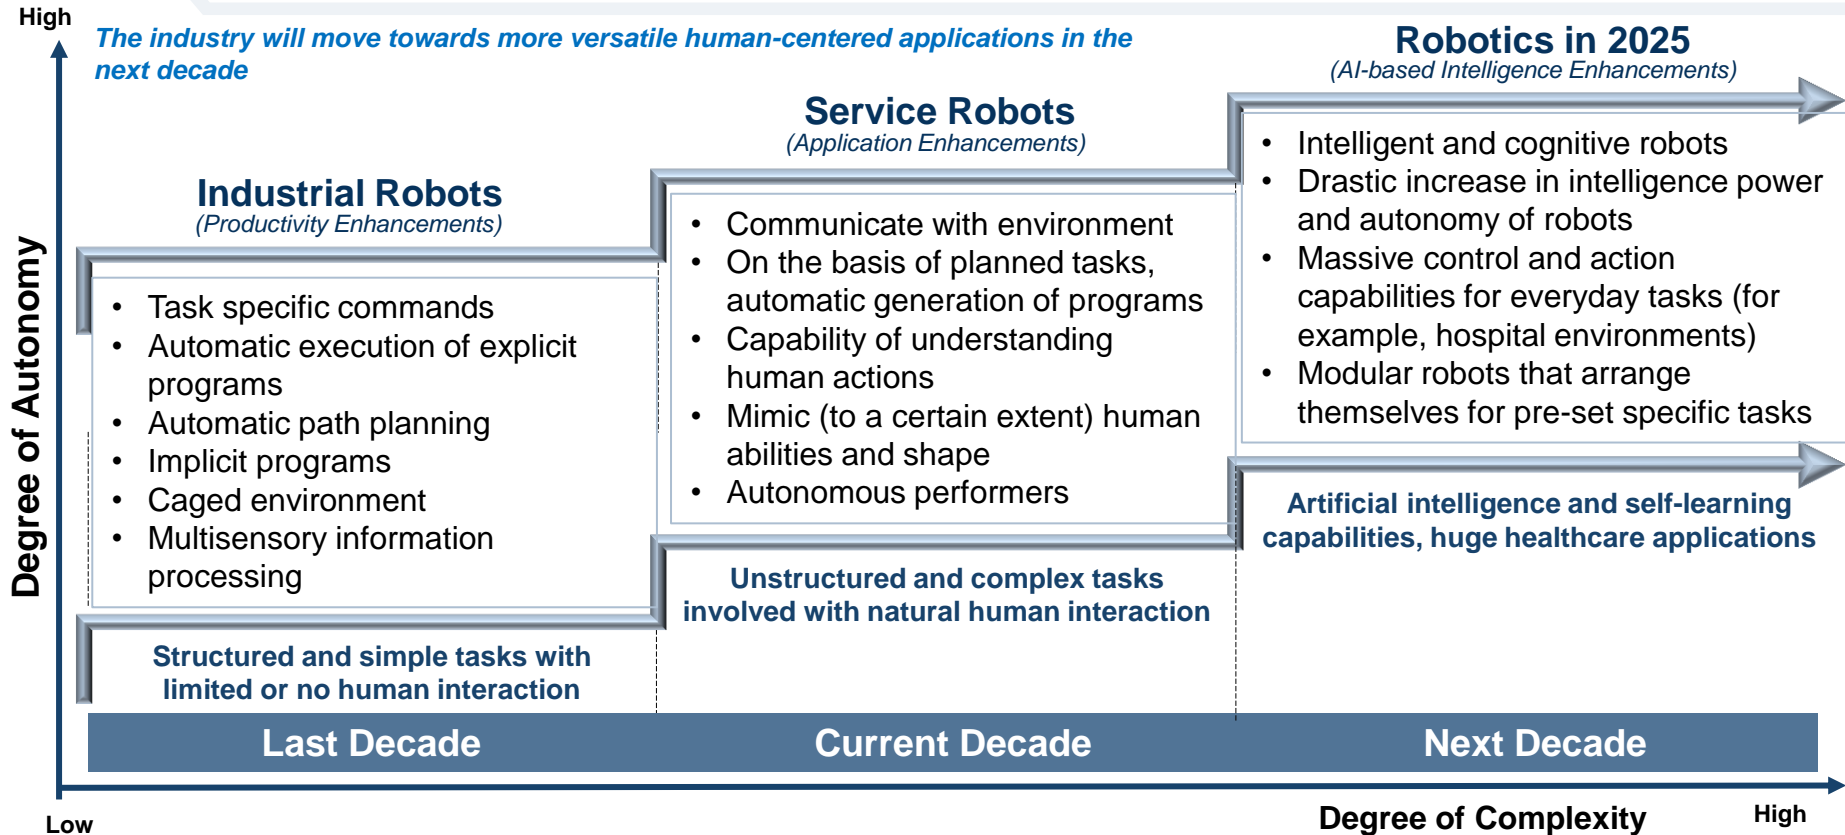 High
The industry will move towards more versatile human-centered applications in the
next decade
Robotics in 2025
(AI-based Intelligence Enhancements)
Service Robots
(Application Enhancements)
Industrial Robots
(Productivity Enhancements)
Degree of Autonomy
• Task specific commands
• Automatic execution of explicit
programs
• Automatic path planning
• Implicit programs
• Caged environment
• Multisensory information
processing
• Communicate with environment
• On the basis of planned tasks,
automatic generation of programs
• Capability of understanding
human actions
• Mimic (to a certain extent) human
abilities and shape
• Autonomous performers
• Intelligent and cognitive robots
• Drastic increase in intelligence power
and autonomy of robots
• Massive control and action
capabilities for everyday tasks (for
example, hospital environments)
• Modular robots that arrange
themselves for pre-set specific tasks
Structured and simple tasks with
limited or no human interaction
Unstructured and complex tasks
involved with natural human interaction
Artificial intelligence and self-learning
capabilities, huge healthcare applications
Last Decade
Current Decade
Next Decade
Low
Degree of Complexity
High